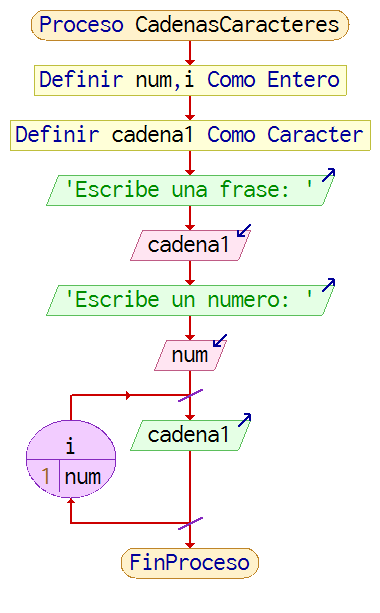 Proceso CadenasCaracteres
Definir num,i Como Entero
Definir cadena1 Como Caracter
'Escribe una frase: '
cadena1
'Escribe un numero: '
num
cadena1
i
1 num
FinProceso